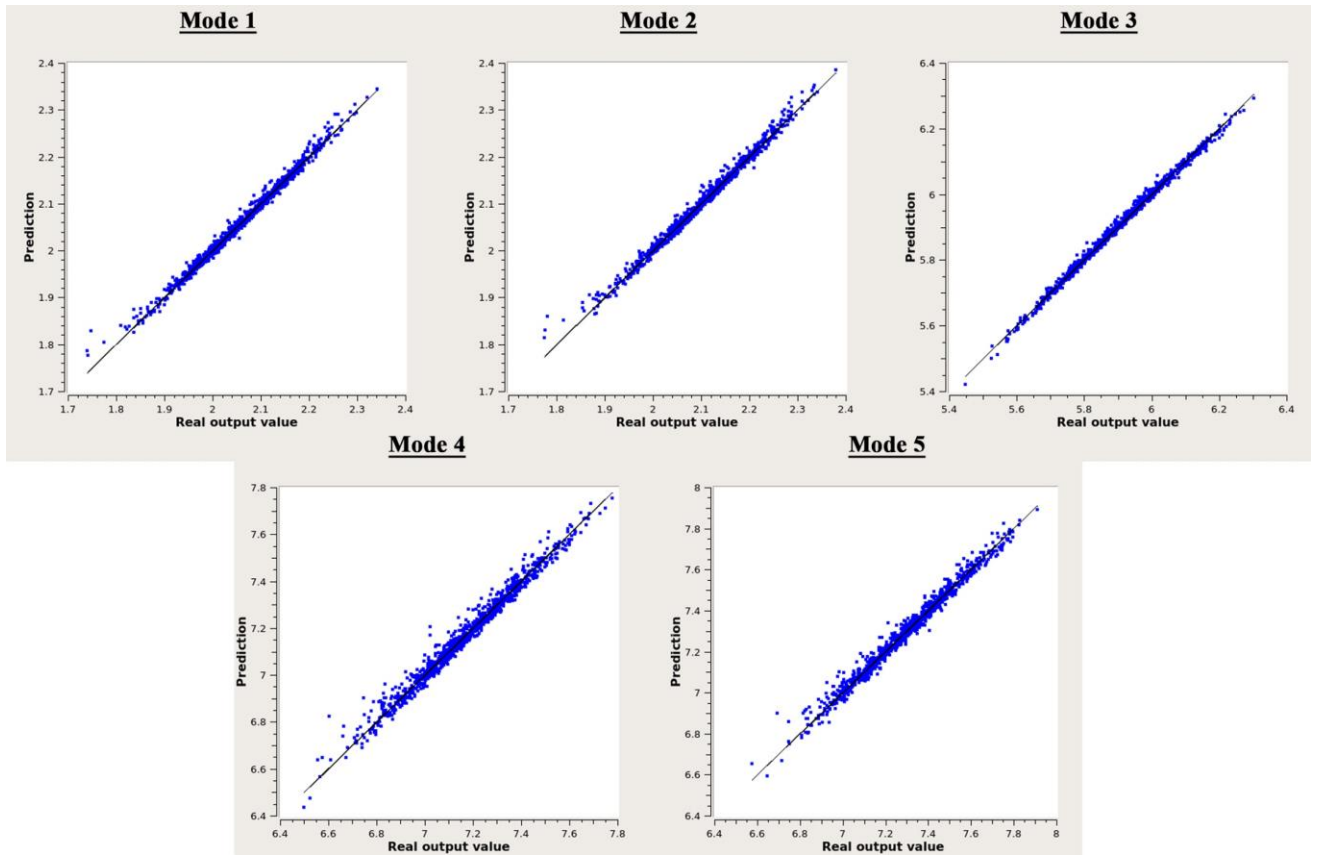 Mode 1
Mode 2
Mode 3
2.4
2.3
2.2
2.1
2
1.9
1.8
1.7
Prediction
1.7 1.8 1.9 2 2.1 2.2 2.3 2.4
Real output value
2.4
2.3
2.2
2.1
2
1.9
1.8
1.7
Prediction
1.7 1.8 1.9 2 2.1 2.2 2.3 2.4
Real output value
6.4
6.2
6
5.8
5.6
5.4
Prediction
5.4 5.6 5.8 6 6.2 6.4
Real output value
Mode 4
Mode 5
7.8
7.6
7.4
7.2
7
6.8
6.6
6.4
Prediction
6.4 6.6 6.8 7 7.2 7.4 7.6 7.8
Real output value
8
7.8
7.6
7.4
7.2
7
6.8
6.6
6.4
Prediction
6.4 6.6 6.8 7 7.2 7.4 7.6 7.8 8
Real output value